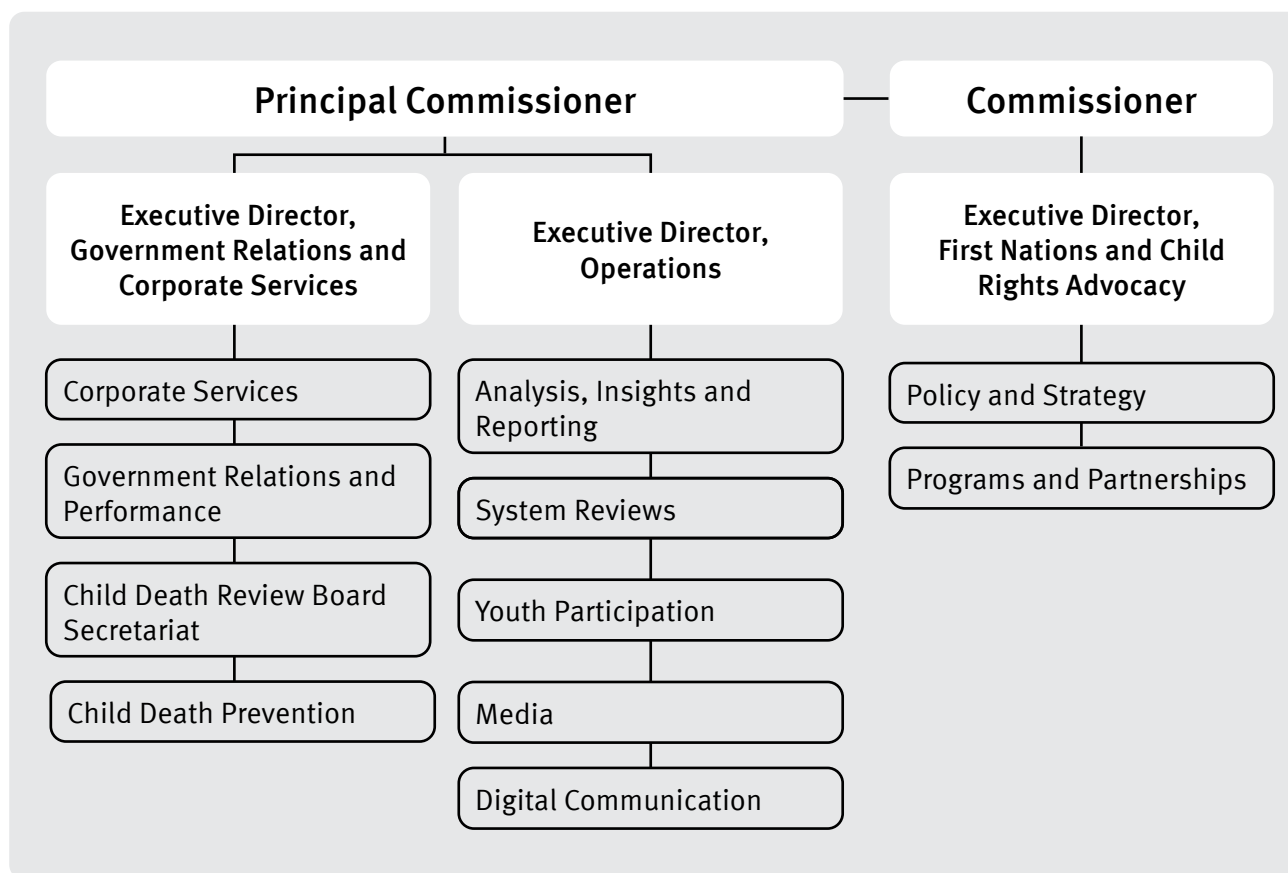 Principal Commissioner
Commissioner
Executive Director,
Government Relations and
Corporate Services
Executive Director,
Operations
Executive Director,
First Nations and Child
Rights Advocacy
Corporate Services
Government Relations and
Performance
Child Death Review Board
Secretariat
Child Death Prevention
Analysis, Insights and
Reporting
System Reviews
Youth Participation
Media
Digital Communication
Policy and Strategy
Programs and Partnerships